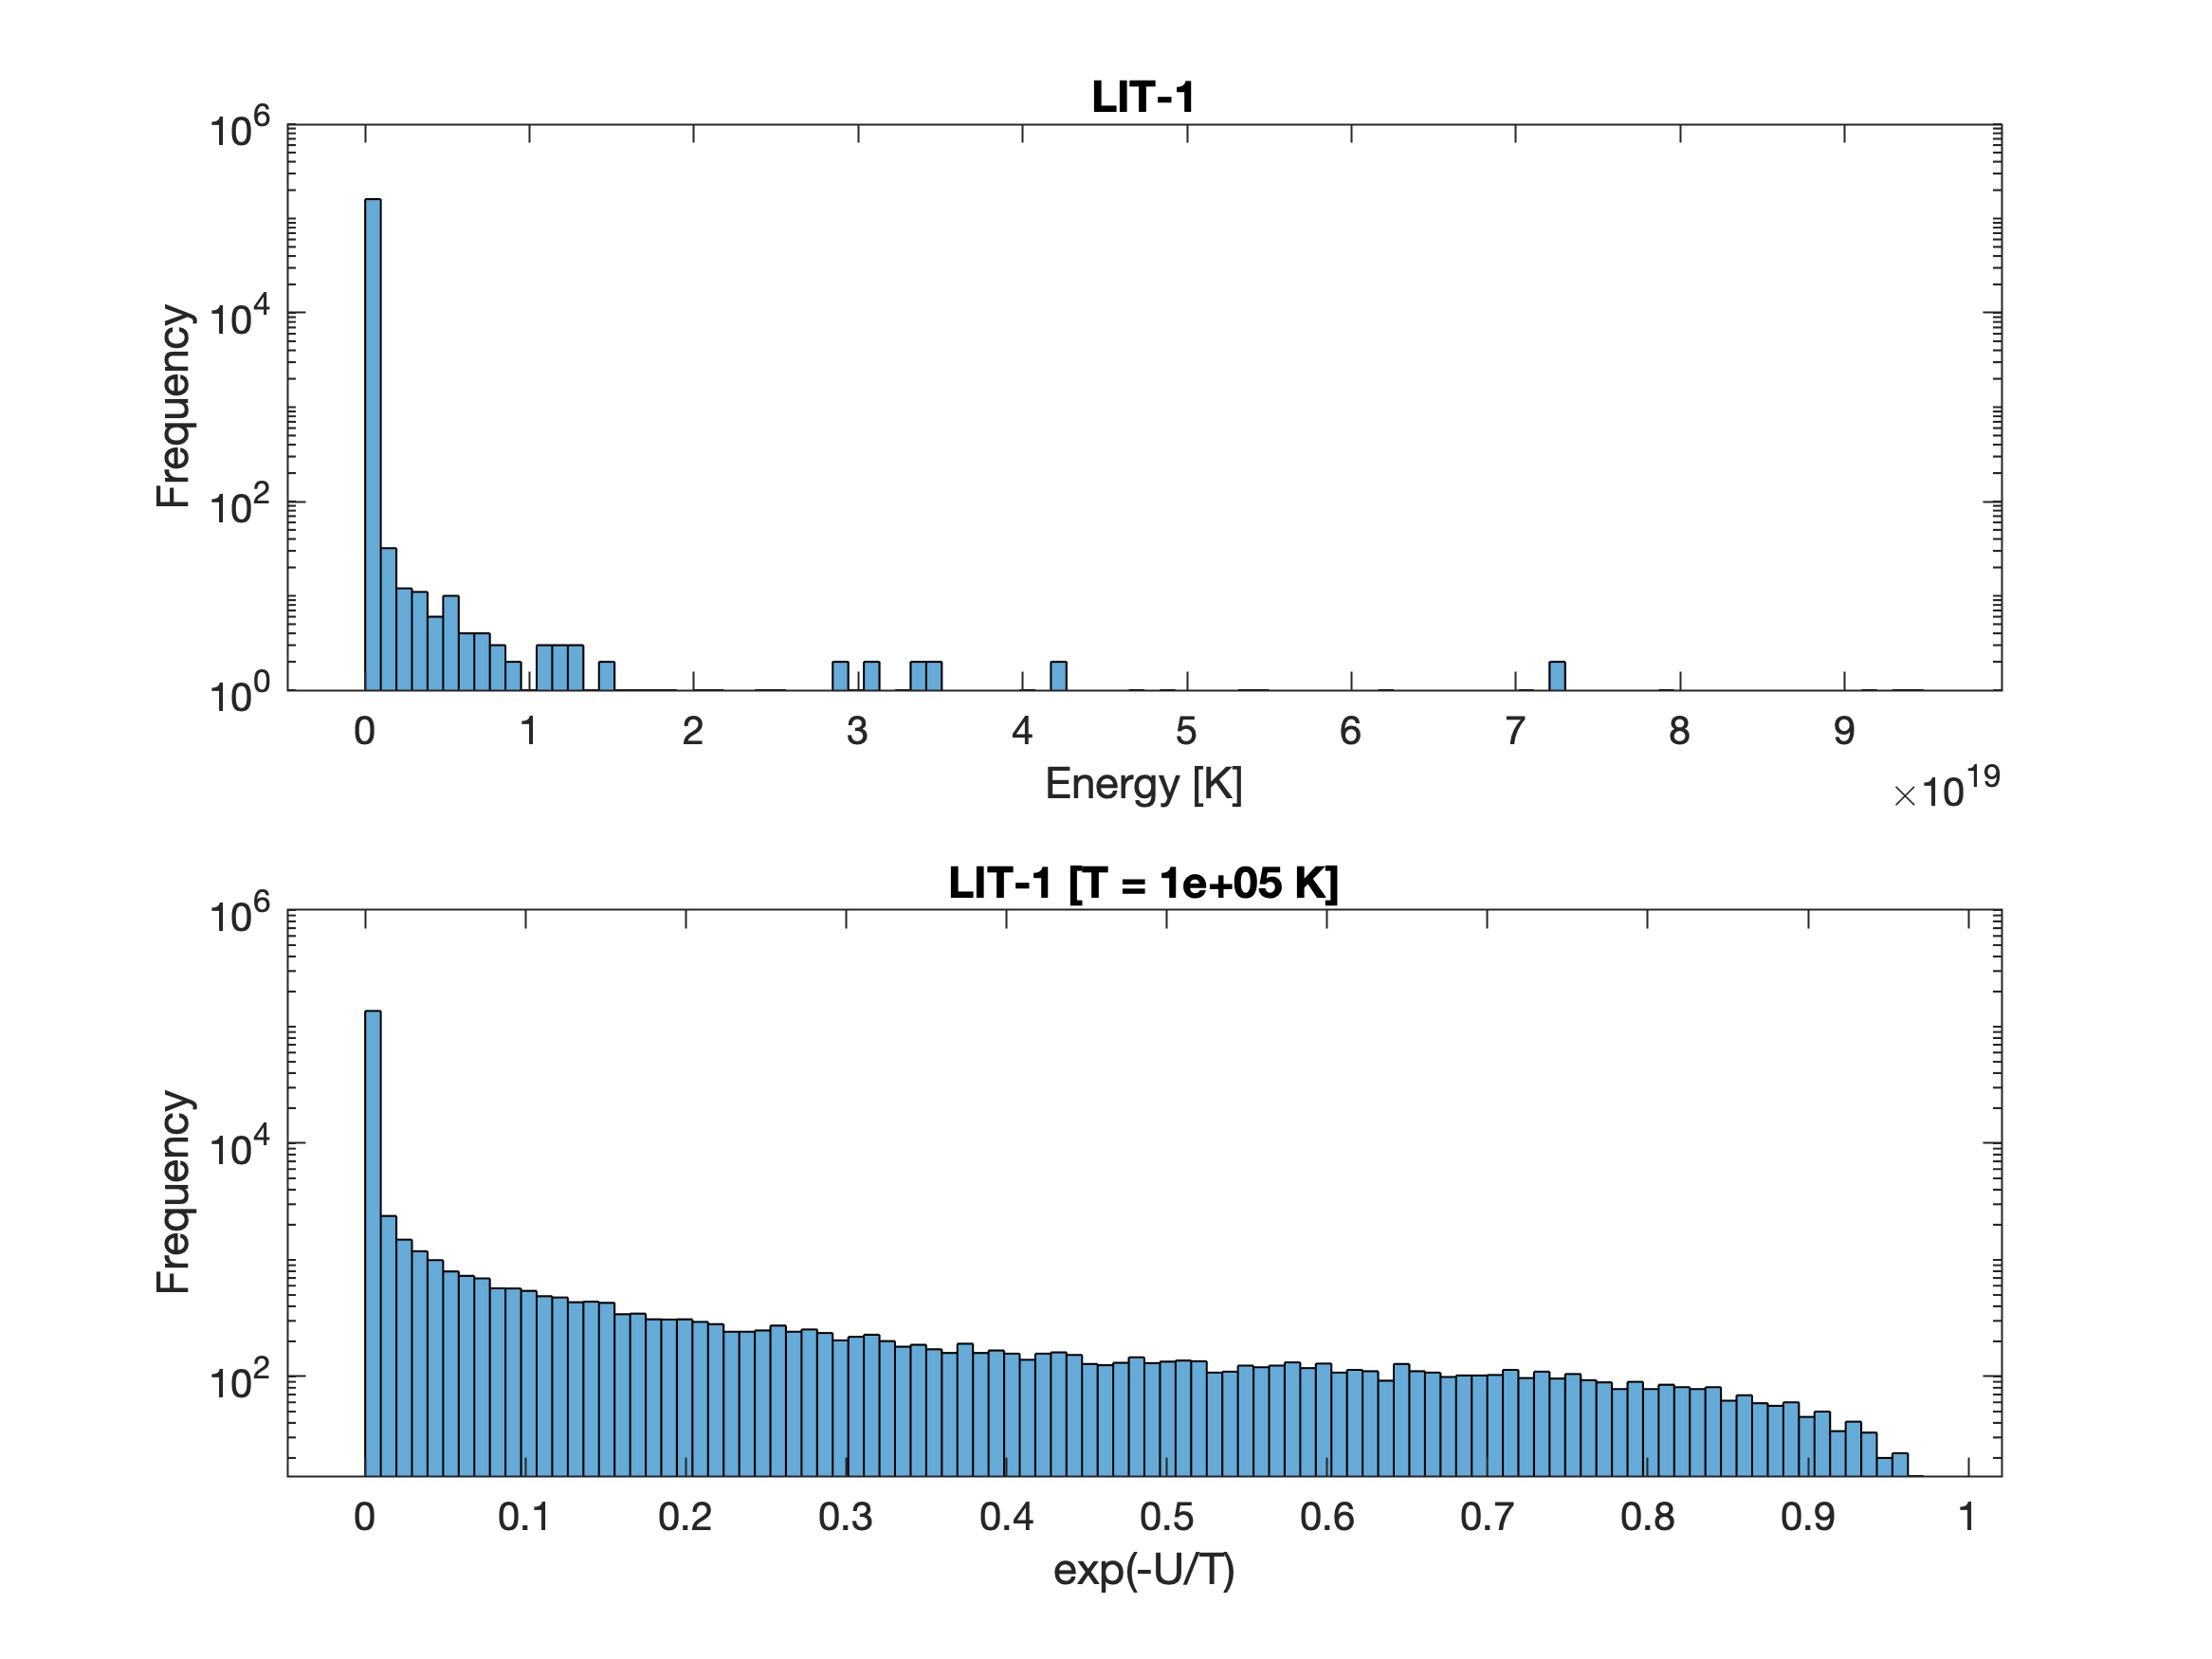 LIT-1
Frequency
10^6
10^4
10^2
10^0
0 1 2 3 4 5 6 7 8 9
Energy [K]
×10^19
LIT-1 [T = 1e+05 K]
Frequency
10^6
10^4
10^2
0 0.1 0.2 0.3 0.4 0.5 0.6 0.7 0.8 0.9 1
exp(-U/T)